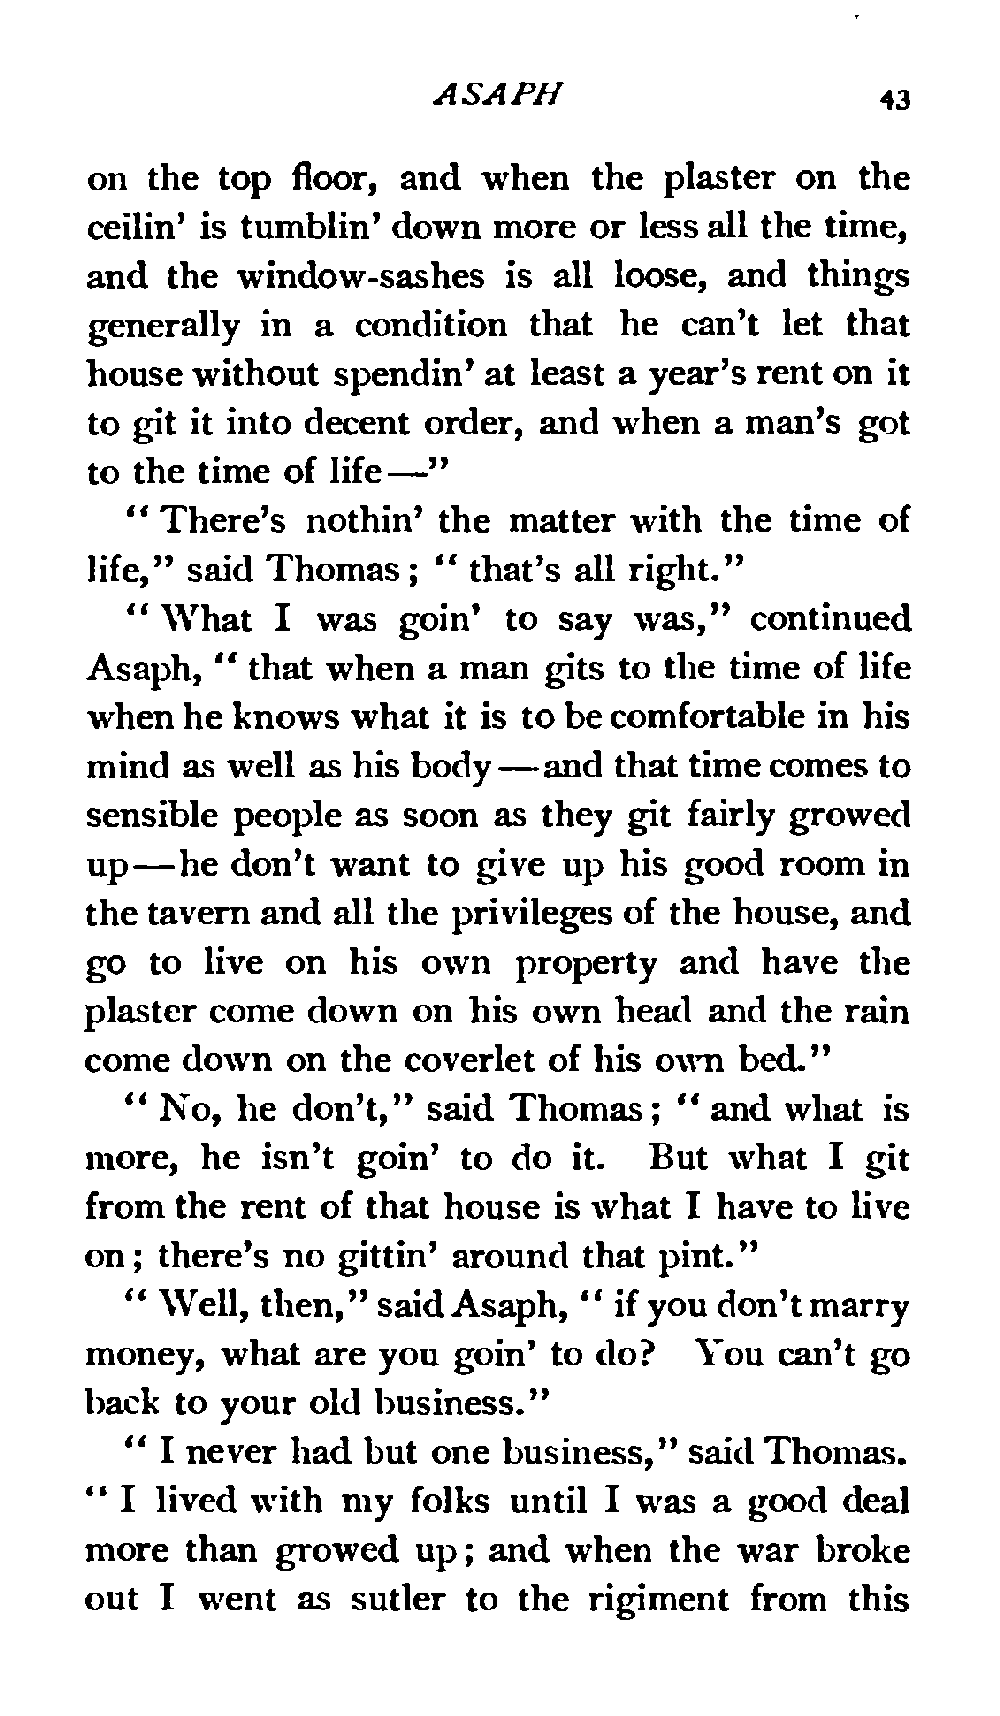 ASAPH 43
on the top floor, and when the plaster on the
ceilin' is tumblin' down more or less all the time,
and the window-sashes is all loose, and things
generally in a condition that he can't let that
house without spendin' at least a year's rent on it
to git it into decent order, and when a man's got
to the time of life—"
" There's nothin' the matter with the time of
life," said Thomas ; " that's all right."
" What I was goin' to say was," continued
Asaph, " that when a man gits to the time of life
when he knows what it is to be comfortable in his
mind as well as his body—and that time comes to
sensible people as soon as they git fairly growed
up—he don't want to give up his good room in
the tavern and all the privileges of the house, and
go to live on his own property and have the
plaster come down on his own head and the rain
come down on the coverlet of his own bed."
" No, he don't," said Thomas ; " and what is
more, he isn't goin' to do it. But what I git
from the rent of that house is what I have to live
on ; there's no gittin' around that pint."
" Well, then," said Asaph, " if you don't marry
money, what are you goin' to do? You can't go
back to your old business."
" I never had but one business," said Thomas.
" I lived with my folks until I was a good deal
more than growed up ; and when the war broke
out I went as sutler to the rigiment from this